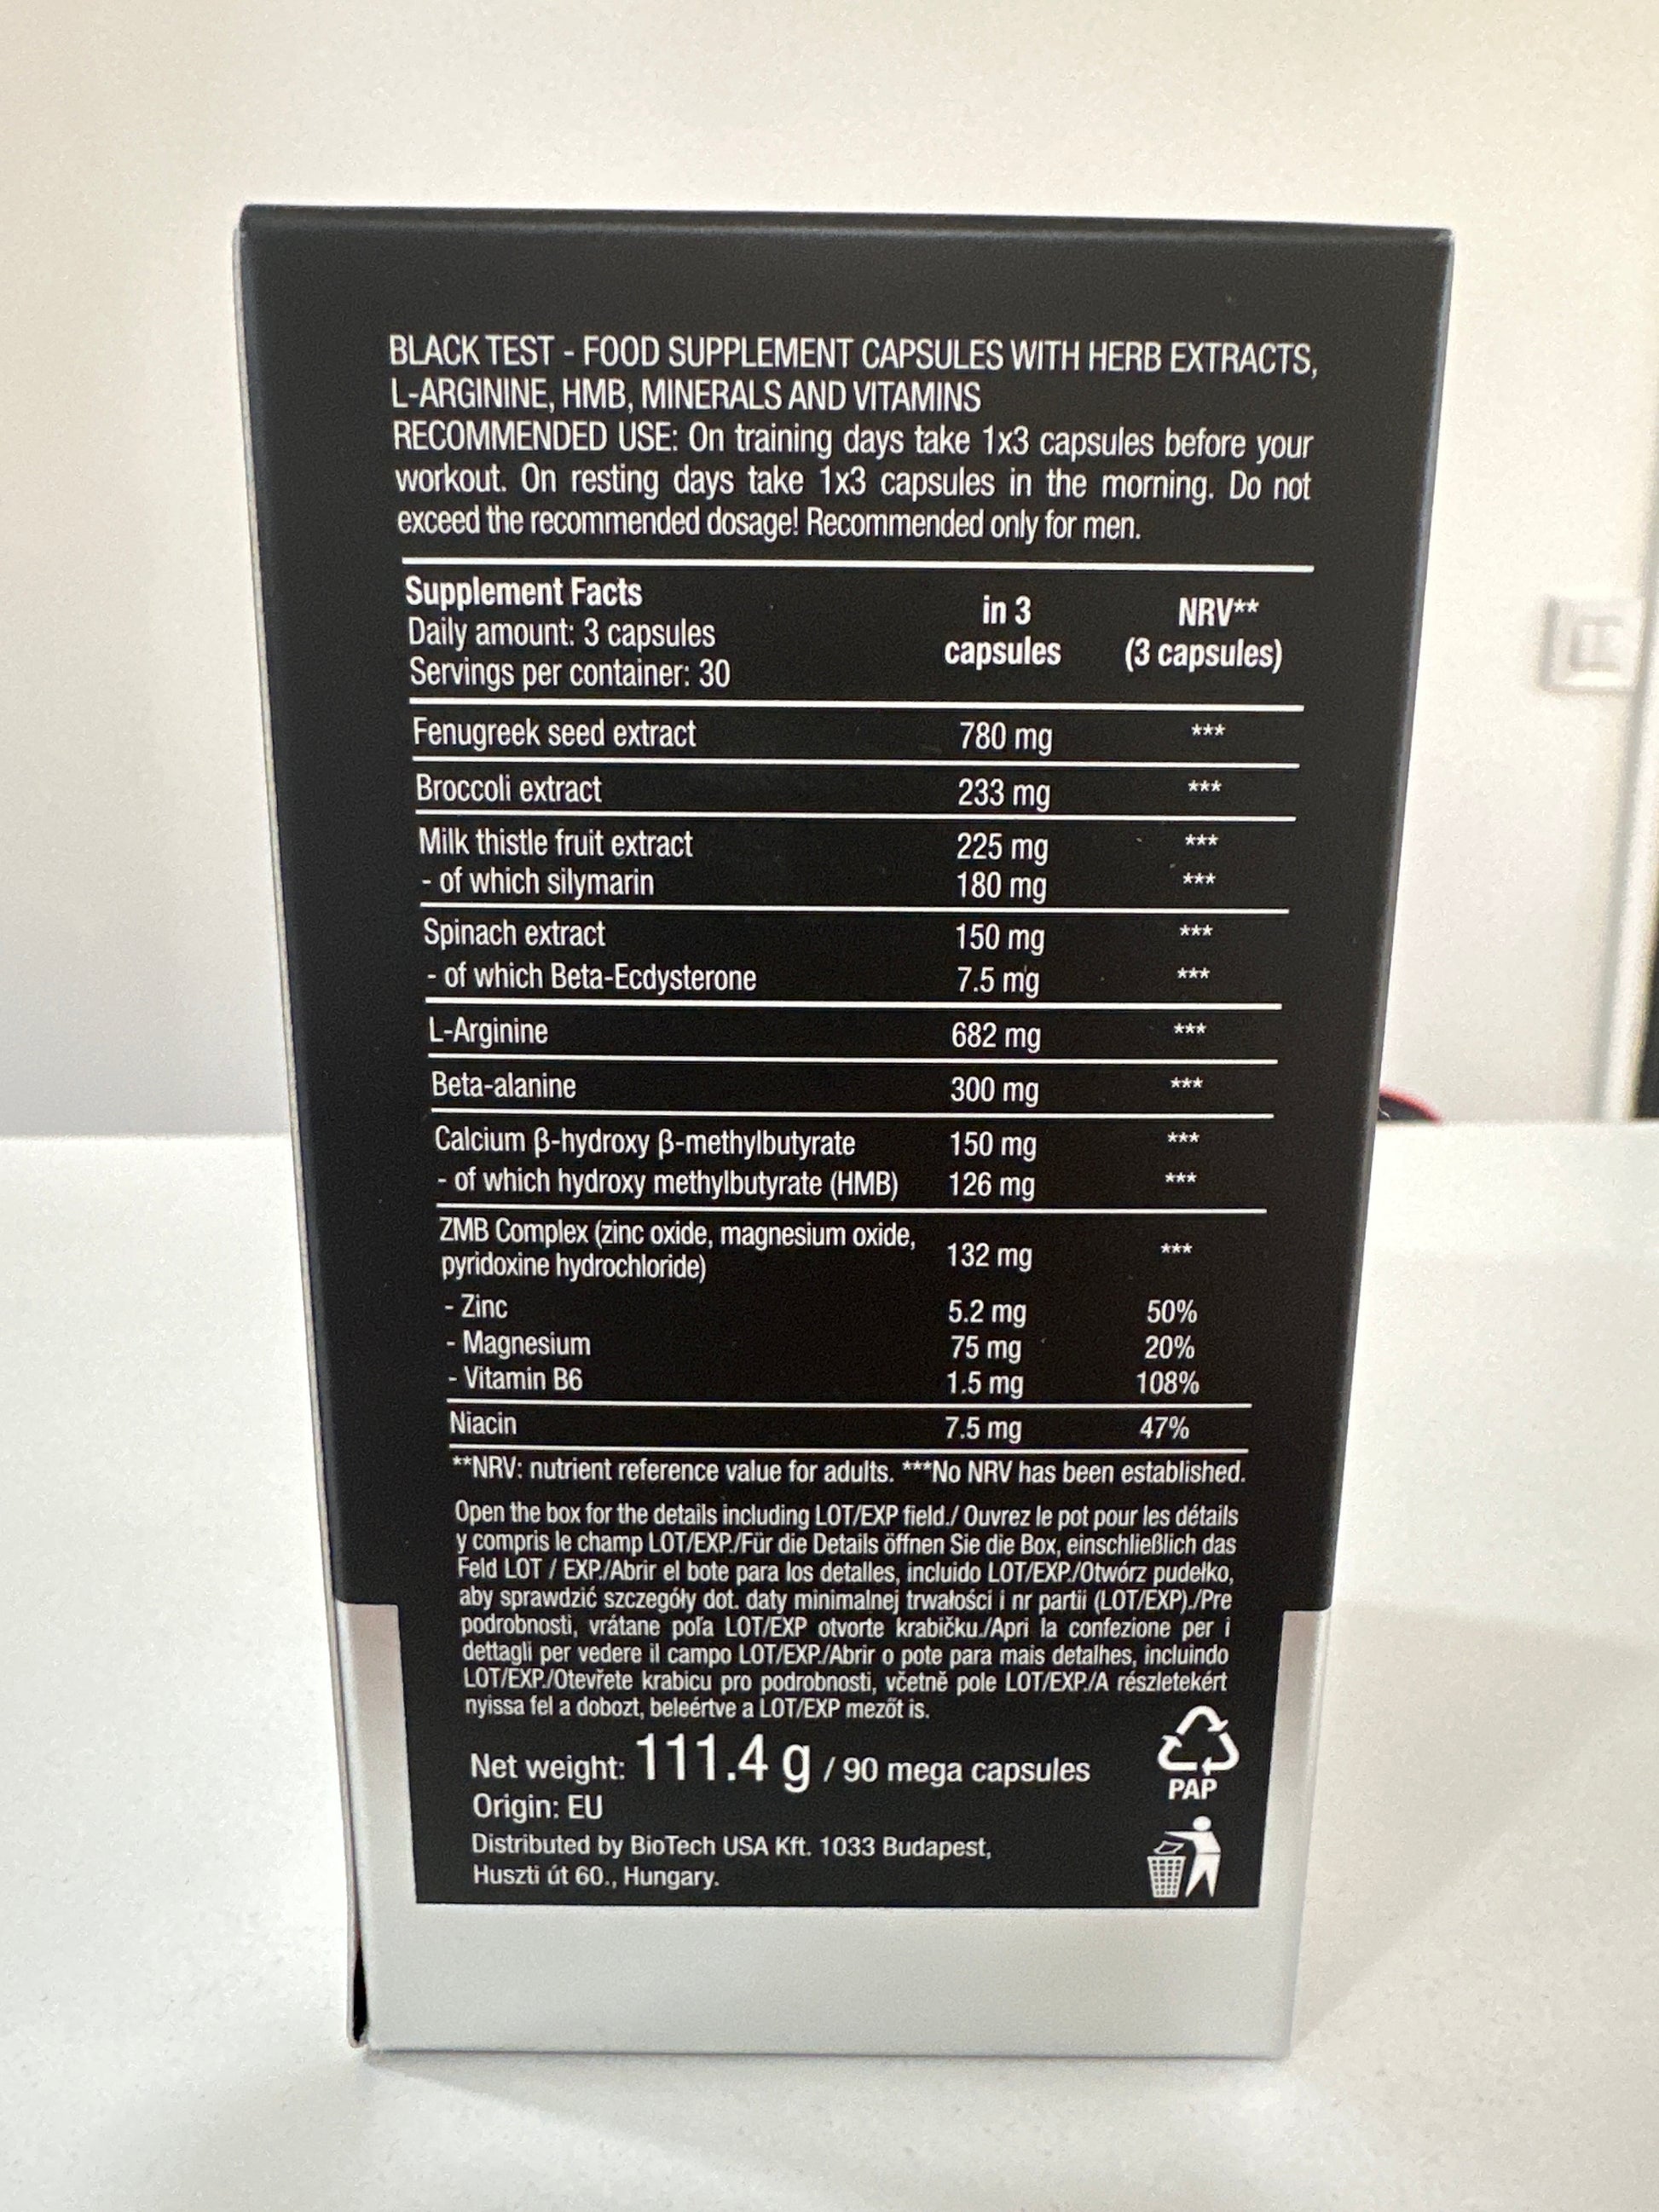 BLACK TEST - FOOD SUPPLEMENT CAPSULES WITH HERB EXTRACTS,
L-ARGININE, HMB, MINERALS AND VITAMINS
RECOMMENDED USE: On training days take 1x3 capsules before your
workout. On resting days take 1x3 capsules in the morning. Do not
exceed the recommended dosage! Recommended only for men.
Supplement Facts
Daily amount: 3 capsules
Servings per container: 30
in 3
capsules
NRV**
(3 capsules)
Fenugreek seed extract 780 mg ***
Broccoli extract 233 mg ***
Milk thistle fruit extract 225 mg ***
- of which silymarin 180 mg ***
Spinach extract 150 mg ***
- of which Beta-Ecdysterone 7.5 mg ***
L-Arginine 682 mg ***
Beta-alanine 300 mg ***
Calcium β-hydroxy β-methylbutyrate 150 mg ***
- of which hydroxy methylbutyrate (HMB) 126 mg ***
ZMB Complex (zinc oxide, magnesium oxide,
pyridoxine hydrochloride) 132 mg ***
- Zinc 5.2 mg 50%
- Magnesium 75 mg 20%
- Vitamin B6 1.5 mg 108%
Niacin 7.5 mg 47%
**NRV: nutrient reference value for adults. ***No NRV has been established.
Open the box for the details including LOT/EXP field./ Ouvrez le pot pour les détails
y compris le champ LOT/EXP./Für die Details öffnen Sie die Box, einschließlich das
Feld LOT / EXP./Abrir el bote para los detalles, incluido LOT/EXP./Otwórz pudełko,
aby sprawdzić szczegóły dot. daty minimalnej trwałości i nr partii (LOT/EXP)./Pre
podrobnosti, vrátane poľa LOT/EXP otvorte krabičku./Apri la confezione per i
dettagli per vedere il campo LOT/EXP./Abrir o pote para mais detalhes, incluindo
LOT/EXP./Otevřete krabicu pro podrobnosti, včetně pole LOT/EXP./A részletekért
nyissa fel a dobozt, beleértve a LOT/EXP mezőt is.
Net weight: 111.4 g / 90 mega capsules
Origin: EU
Distributed by BioTech USA Kft. 1033 Budapest,
Huszti út 60., Hungary.
PAP